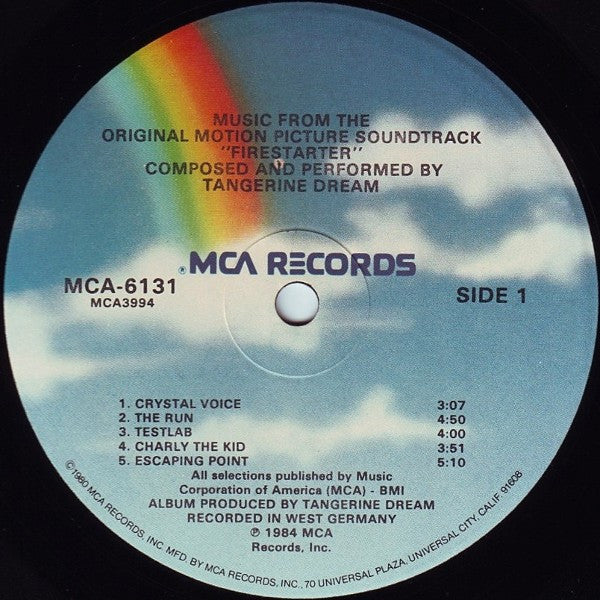 MUSIC FROM THE
ORIGINAL MOTION PICTURE SOUNDTRACK
"FIRESTARTER"
COMPOSED AND PERFORMED BY
TANGERINE DREAM
®MCA RECORDS
MCA-6131
MCA3994
SIDE 1
1. CRYSTAL VOICE 3:07
2. THE RUN 4:50
3. TESTLAB 4:00
4. CHARLY THE KID 3:51
5. ESCAPING POINT 5:10
All selections published by Music
Corporation of America (MCA) - BMI
ALBUM PRODUCED BY TANGERINE DREAM
RECORDED IN WEST GERMANY
℗ 1984 MCA
Records, Inc.
©1980 MCA RECORDS, INC. MFD. BY MCA RECORDS, INC., 70 UNIVERSAL PLAZA, UNIVERSAL CITY, CALIF. 91608